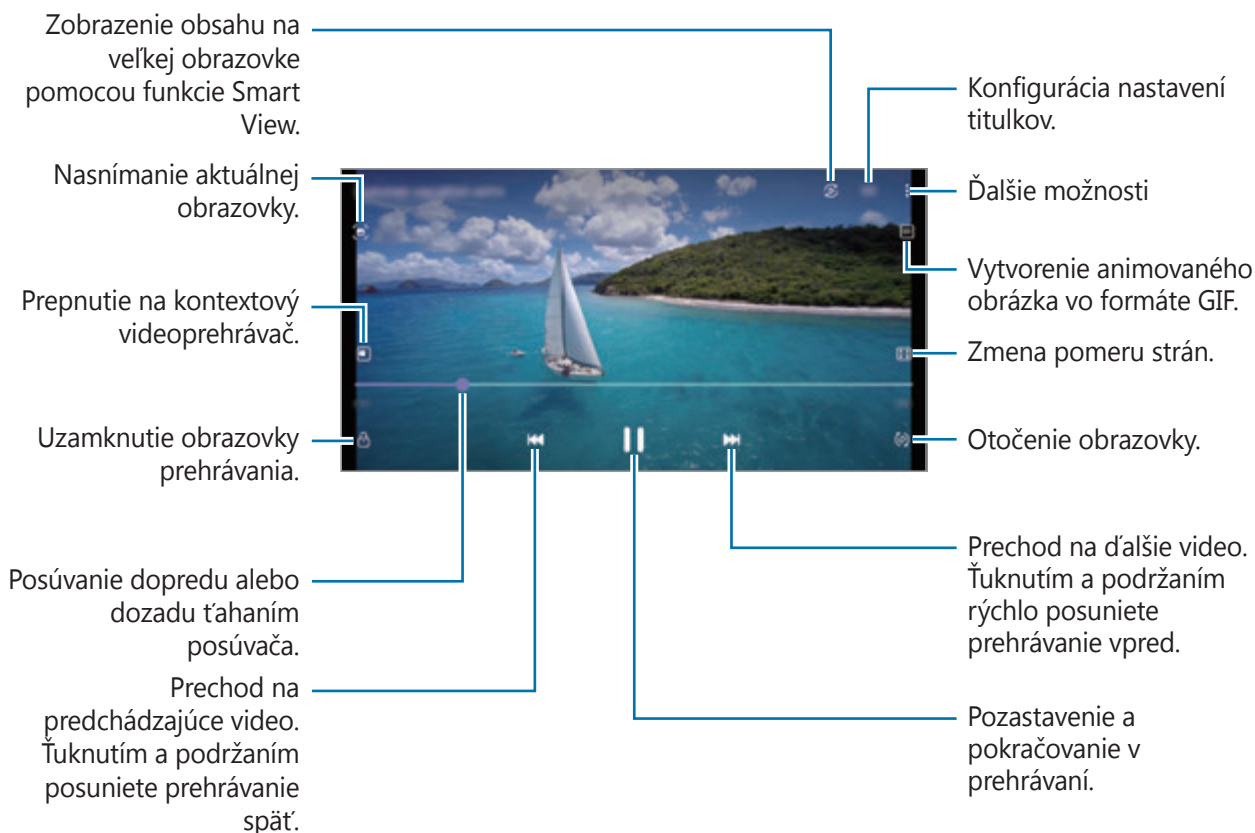 Zobrazenie obsahu na
veľkej obrazovke
pomocou funkcie Smart
View.
Nasnímanie aktuálnej
obrazovky.
Prepnutie na kontextový
videoprehrávač.
Uzamknutie obrazovky
prehrávania.
Posúvanie dopredu alebo
dozadu ťahaním
posúvača.
Prechod na
predchádzajúce video.
Ťuknutím a podržaním
posuniete prehrávanie
späť.
Konfigurácia nastavení
titulkov.
Ďalšie možnosti
Vytvorenie animovaného
obrázka vo formáte GIF.
Zmena pomeru strán.
Otočenie obrazovky.
Prechod na ďalšie video.
Ťuknutím a podržaním
rýchlo posuniete
prehrávanie vpred.
Pozastavenie a
pokračovanie v
prehrávaní.